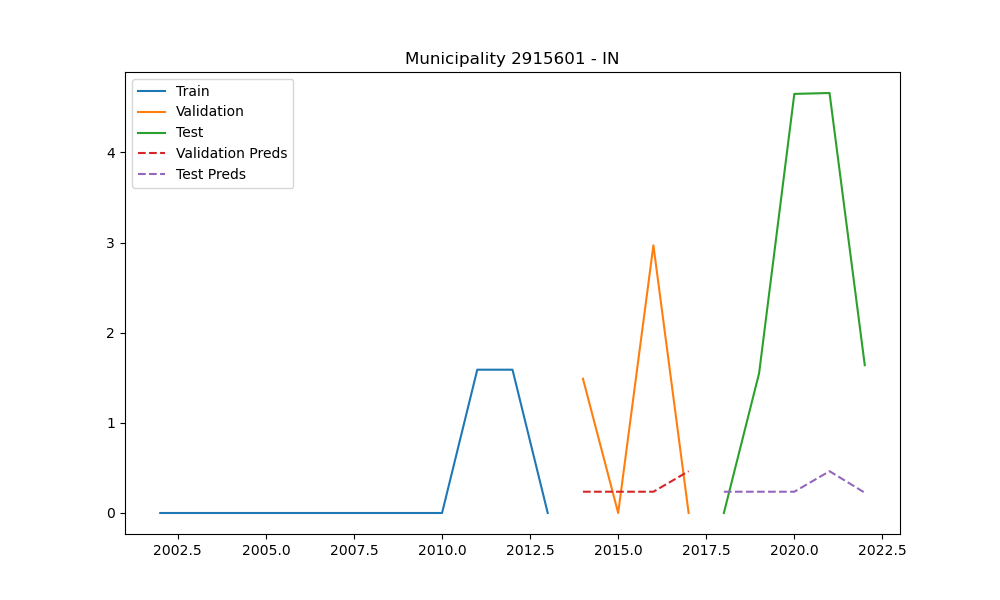 Municipality 2915601 - IN
Train
Validation
Test
Validation Preds
Test Preds
4
3
2
1
0
2002.5 2005.0 2007.5 2010.0 2012.5 2015.0 2017.5 2020.0 2022.5